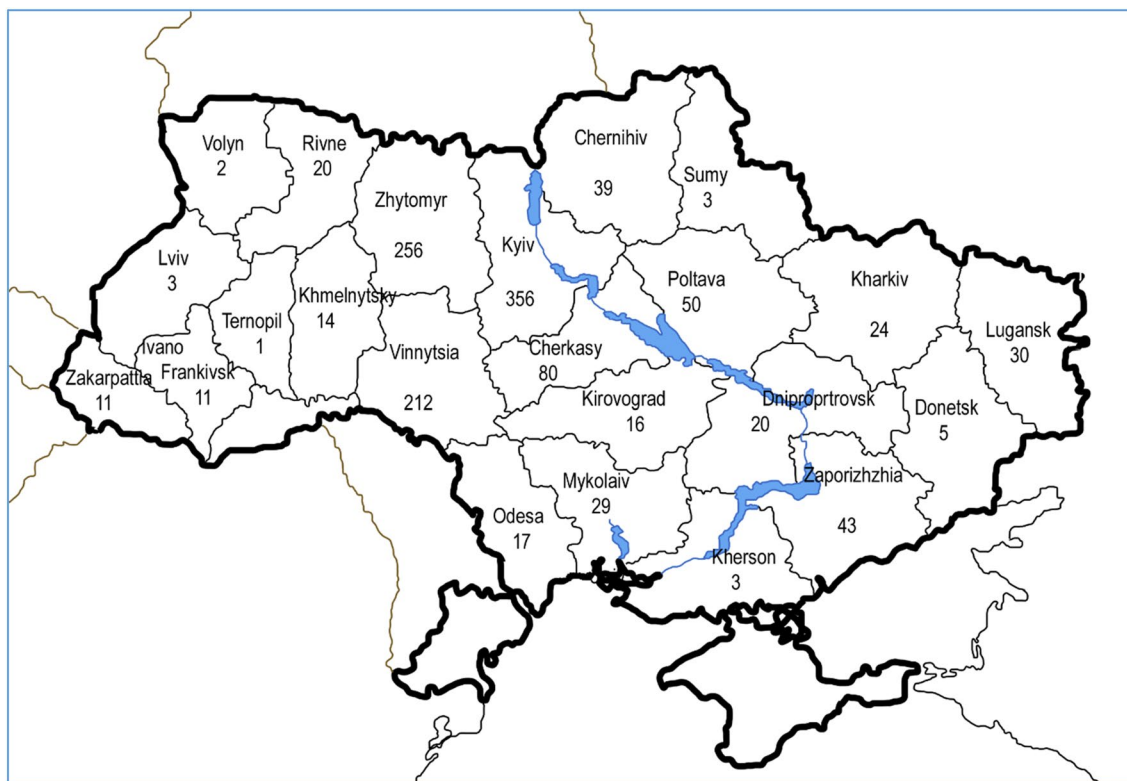 Volyn
2
Rivne
20
Chernihiv
39
Sumy
3
Zhytomyr
256
Kyiv
356
Lviv
3
Khmelnytsky
14
Ternopil
1
Poltava
50
Kharkiv
24
Lugansk
30
Ivano
Frankivsk
11
Zakarpattia
11
Vinnytsia
212
Cherkasy
80
Kirovograd
16
Dniproprtrovsk
20
Donetsk
5
Mykolaiv
29
Zaporizhzhia
43
Odesa
17
Kherson
3